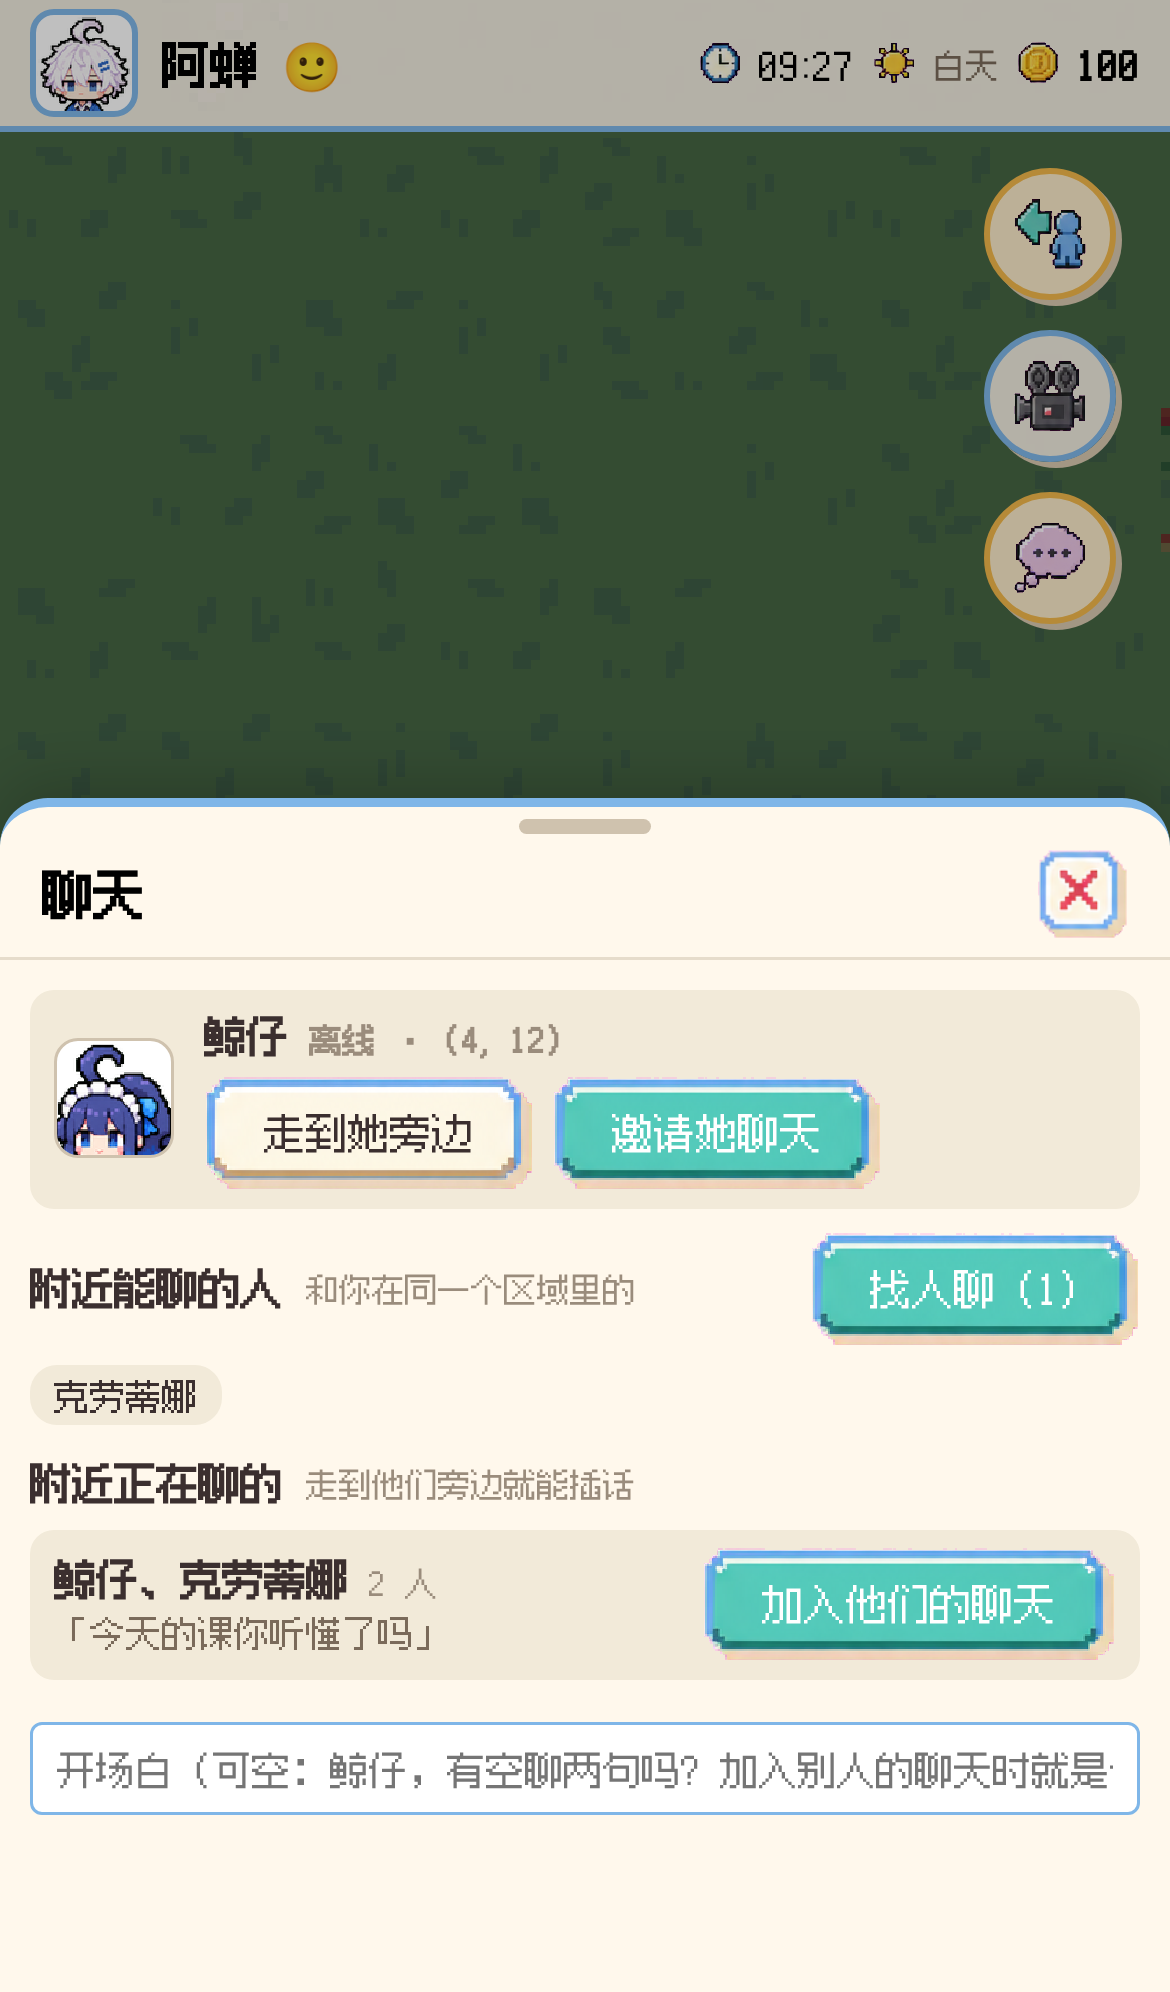 阿蝉
09:27 白天 100
聊天
鲸仔 离线 · (4, 12)
走到她旁边 邀请她聊天
附近能聊的人 和你在同一个区域里的 找人聊 (1)
克劳蒂娜
附近正在聊的 走到他们旁边就能插话
鲸仔、克劳蒂娜 2 人
「今天的课你听懂了吗」
加入他们的聊天
开场白（可空：鲸仔，有空聊两句吗？加入别人的聊天时就是